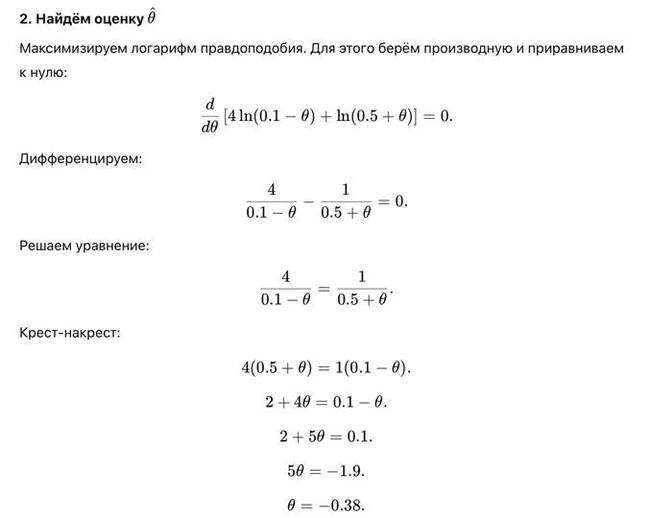 2. Найдём оценку θ̂
Максимизируем логарифм правдоподобия. Для этого берём производную и приравниваем
к нулю:
d/dθ [4 ln(0.1 − θ) + ln(0.5 + θ)] = 0.
Дифференцируем:
4/(0.1 − θ) − 1/(0.5 + θ) = 0.
Решаем уравнение:
4/(0.1 − θ) = 1/(0.5 + θ).
Крест-накрест:
4(0.5 + θ) = 1(0.1 − θ).
2 + 4θ = 0.1 − θ.
2 + 5θ = 0.1.
5θ = −1.9.
θ = −0.38.